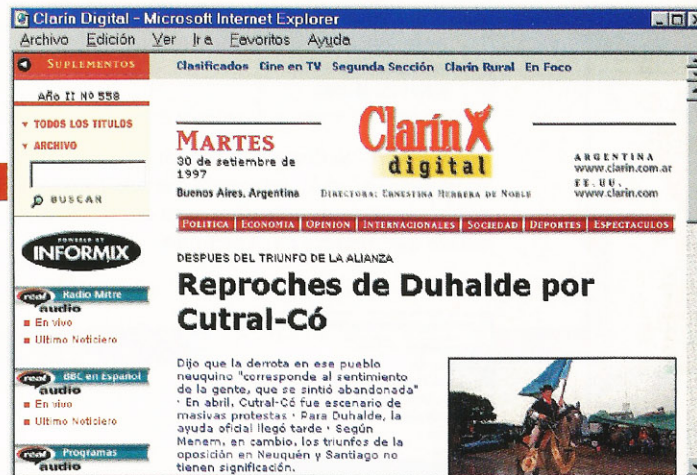 Clarín Digital - Microsoft Internet Explorer
Archivo Edición Ver Ir a Favoritos Ayuda
SUPLEMENTOS
Clasificados Cine en TV Segunda Sección Clarín Rural En Foco
Año II Nº 558
TODOS LOS TITULOS
ARCHIVO
BUSCAR
MARTES
30 de setiembre de
1997
Buenos Aires, Argentina
Clarín X
digital
DIRECTORA: ERNESTINA HERRERA DE NOBLE
ARGENTINA
www.clarin.com.ar
EE.UU.
www.clarin.com
POLITICA ECONOMIA OPINION INTERNACIONALES SOCIEDAD DEPORTES ESPECTACULOS
POWERED BY
INFORMIX
real audio Radio Mitre
En vivo
Ultimo Noticiero
real audio BBC en Español
En vivo
Ultimo Noticiero
real audio Programas
DESPUES DEL TRIUNFO DE LA ALIANZA
Reproches de Duhalde por
Cutral-Có
Dijo que la derrota en ese pueblo
neuquino "corresponde al sentimiento
de la gente, que se sintió abandonada"
· En abril, Cutral-Có fue escenario de
masivas protestas · Para Duhalde, la
ayuda oficial llegó tarde · Según
Menem, en cambio, los triunfos de la
oposición en Neuquén y Santiago no
tienen significación.